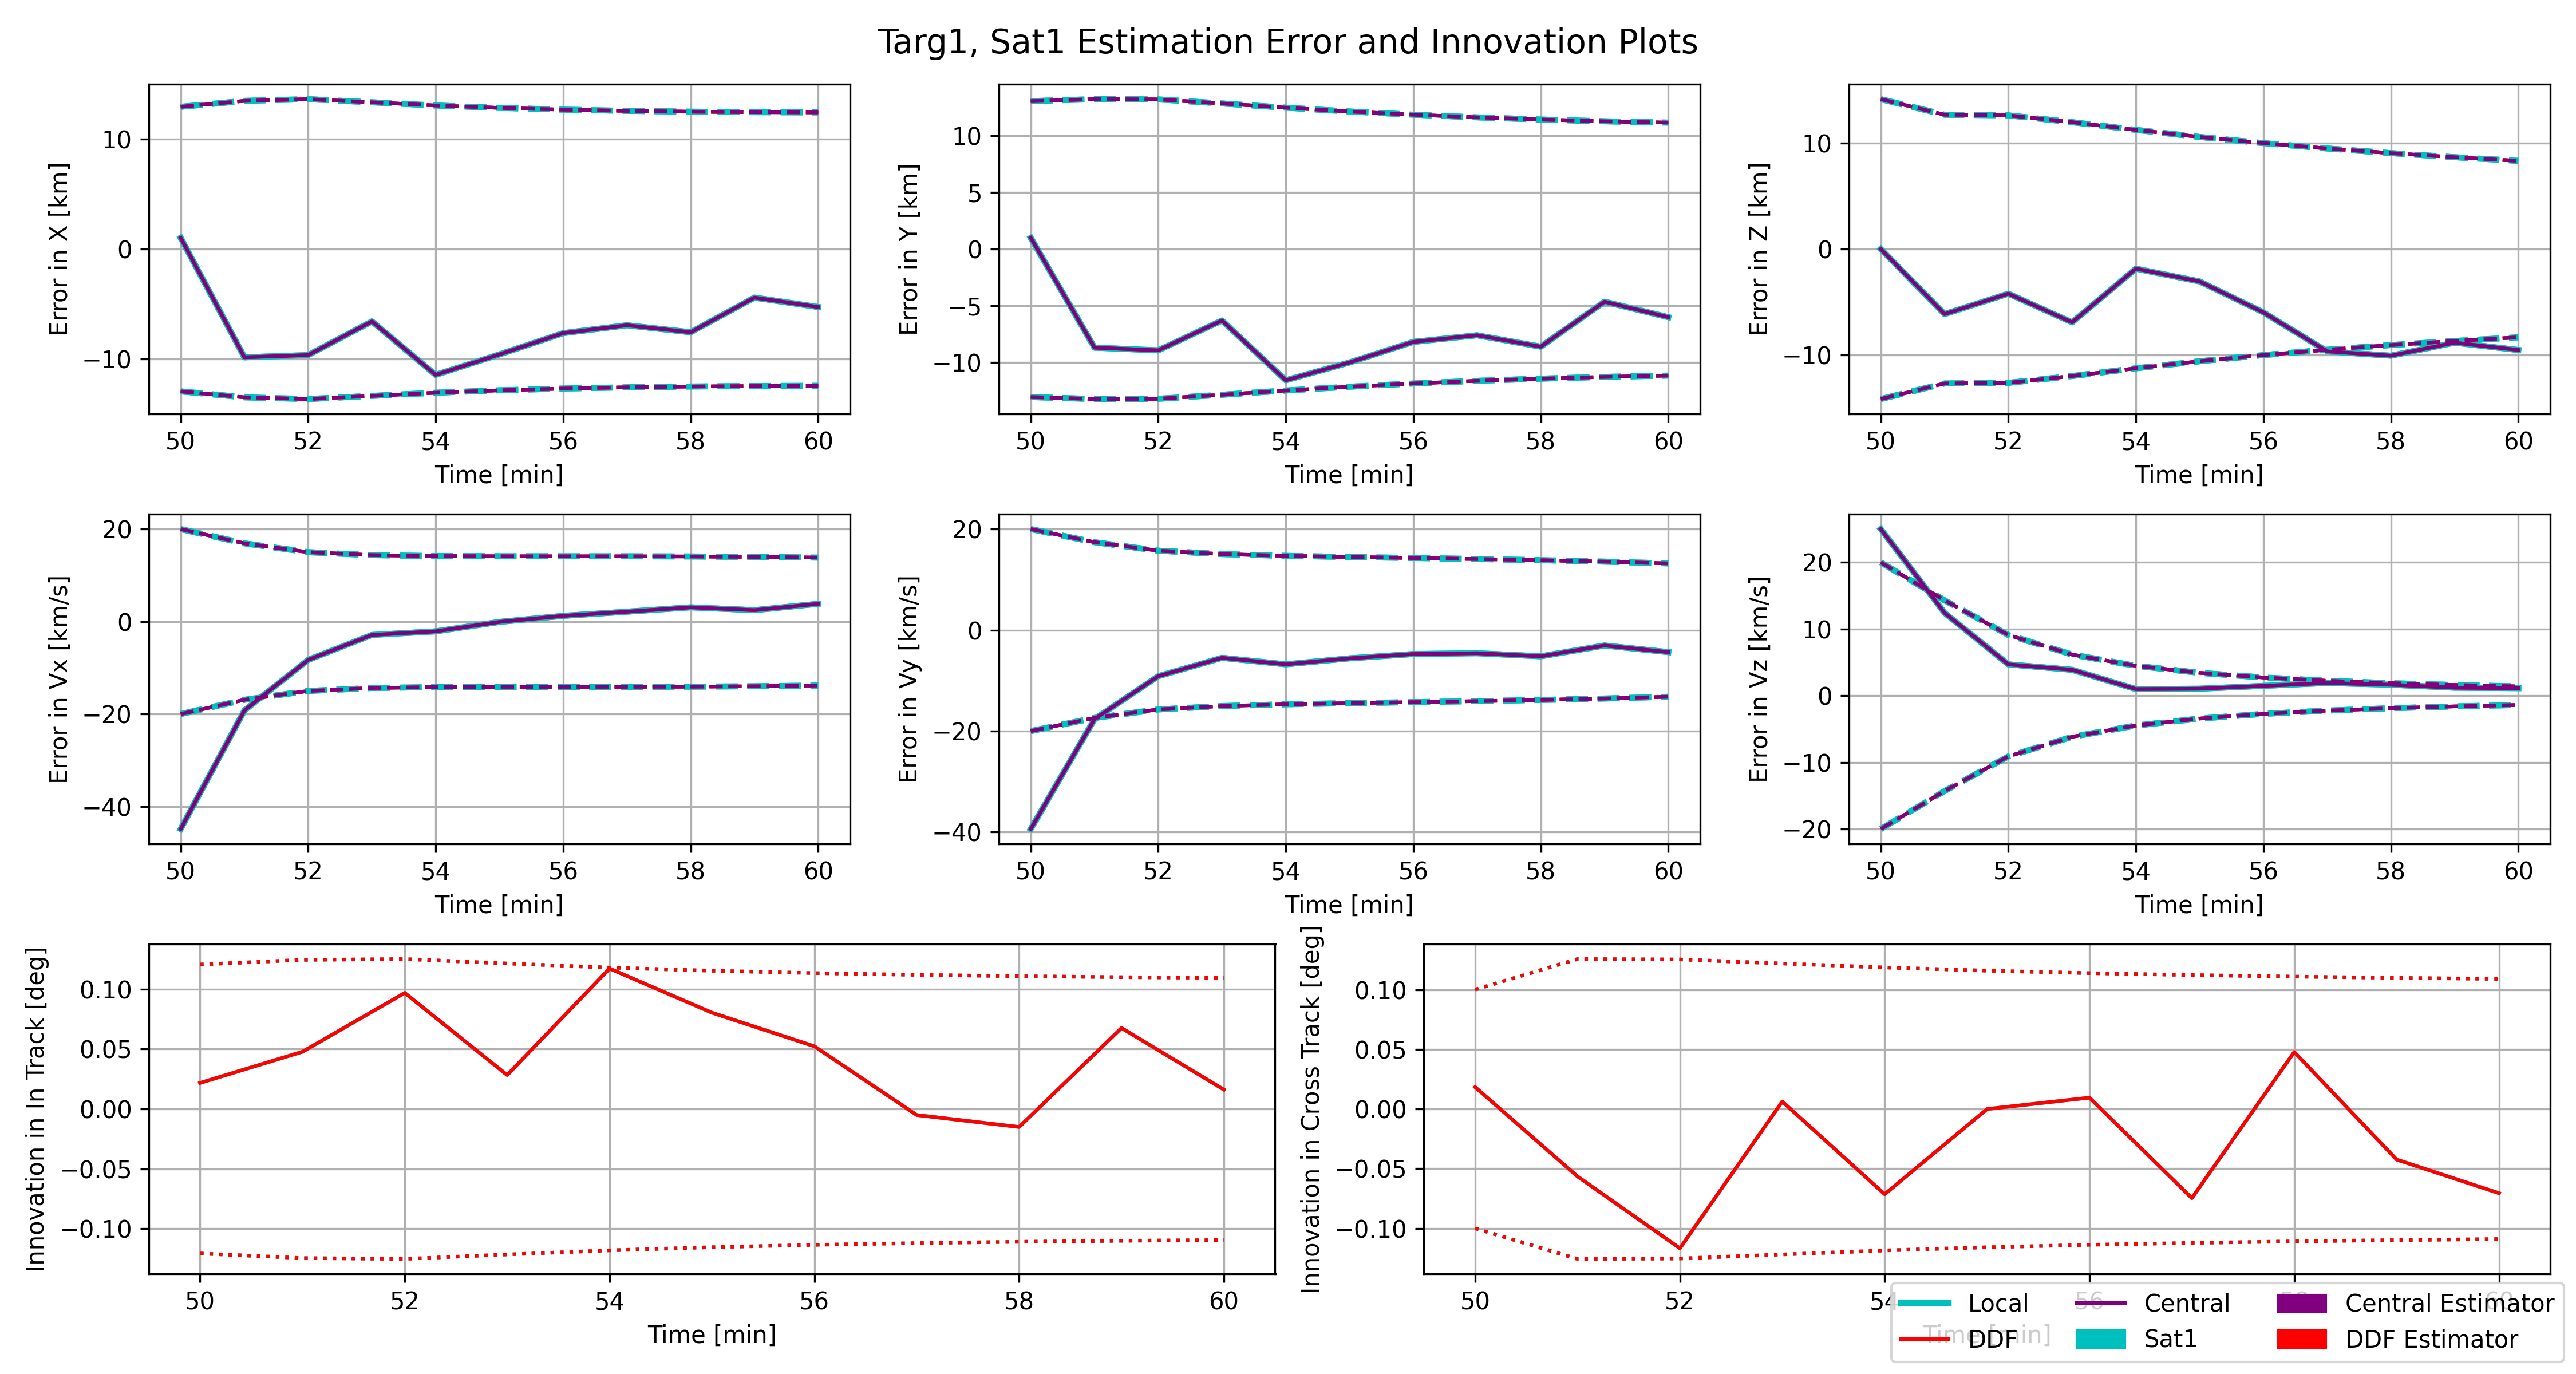 Targ1, Sat1 Estimation Error and Innovation Plots
Error in X [km]
10
0
−10
50 52 54 56 58 60
Time [min]
Error in Y [km]
10
5
0
−5
−10
50 52 54 56 58 60
Time [min]
Error in Z [km]
10
0
−10
50 52 54 56 58 60
Time [min]
Error in Vx [km/s]
20
0
−20
−40
50 52 54 56 58 60
Time [min]
Error in Vy [km/s]
20
0
−20
−40
50 52 54 56 58 60
Time [min]
Error in Vz [km/s]
20
10
0
−10
−20
50 52 54 56 58 60
Time [min]
Innovation in In Track [deg]
0.10
0.05
0.00
−0.05
−0.10
50 52 54 56 58 60
Time [min]
Innovation in Cross Track [deg]
0.10
0.05
0.00
−0.05
−0.10
50 52 54 56 58 60
Time [min]
Local Central Central Estimator
DDF Sat1 DDF Estimator